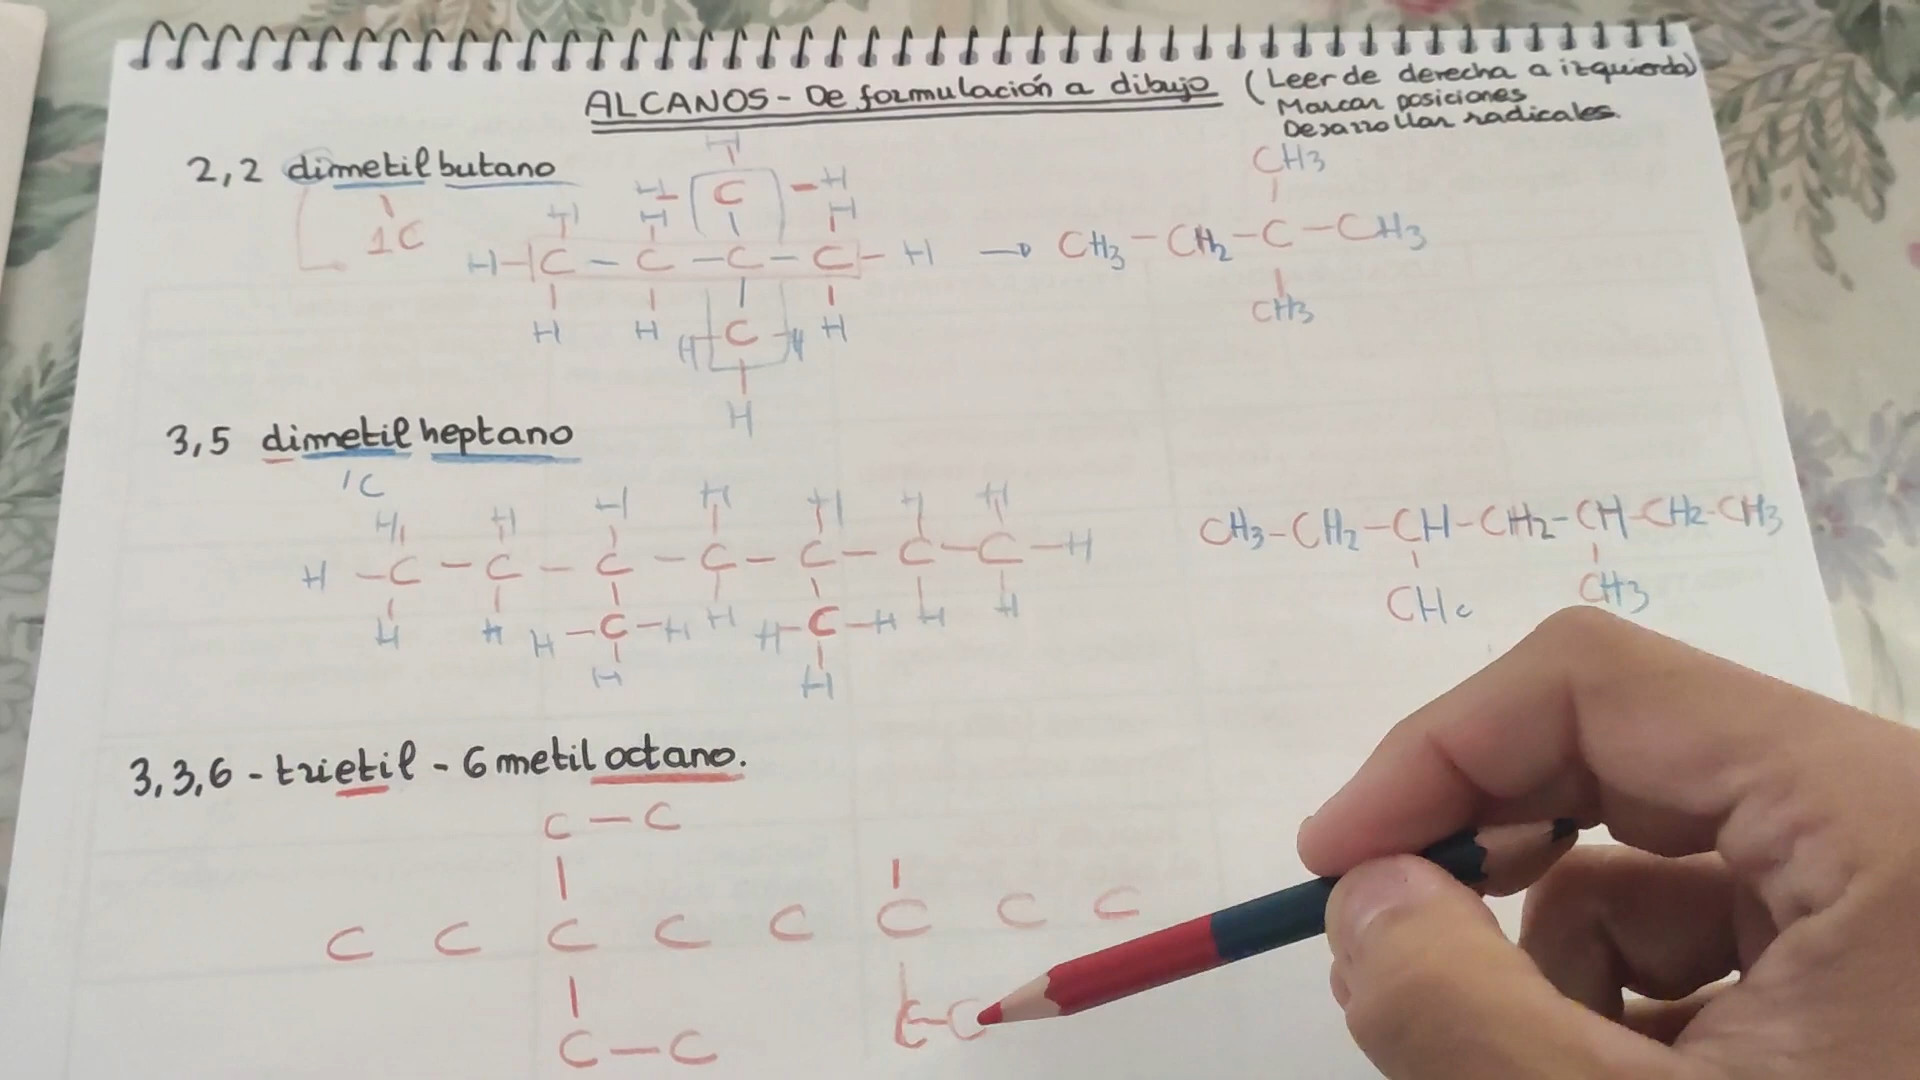 ALCANOS - De formulación a dibujo (Leer de derecha a izquierda)
Marcar posiciones
Desarrollar radicales.
2,2 dimetil butano
1C
H
H C H
H H H H
H-C-C-C-C-H → CH3-CH2-C-CH3
CH3
CH3
H H H C H H
H
3,5 dimetil heptano
1C
H H H H H H H
H-C-C-C-C-C-C-C-H
CH3-CH2-CH-CH2-CH-CH2-CH3
CHc CH3
H H H-C-H H H-C-H H H
H H
3,3,6-trietil-6 metil octano.
C-C
C C C C C C C C
C-C C-C